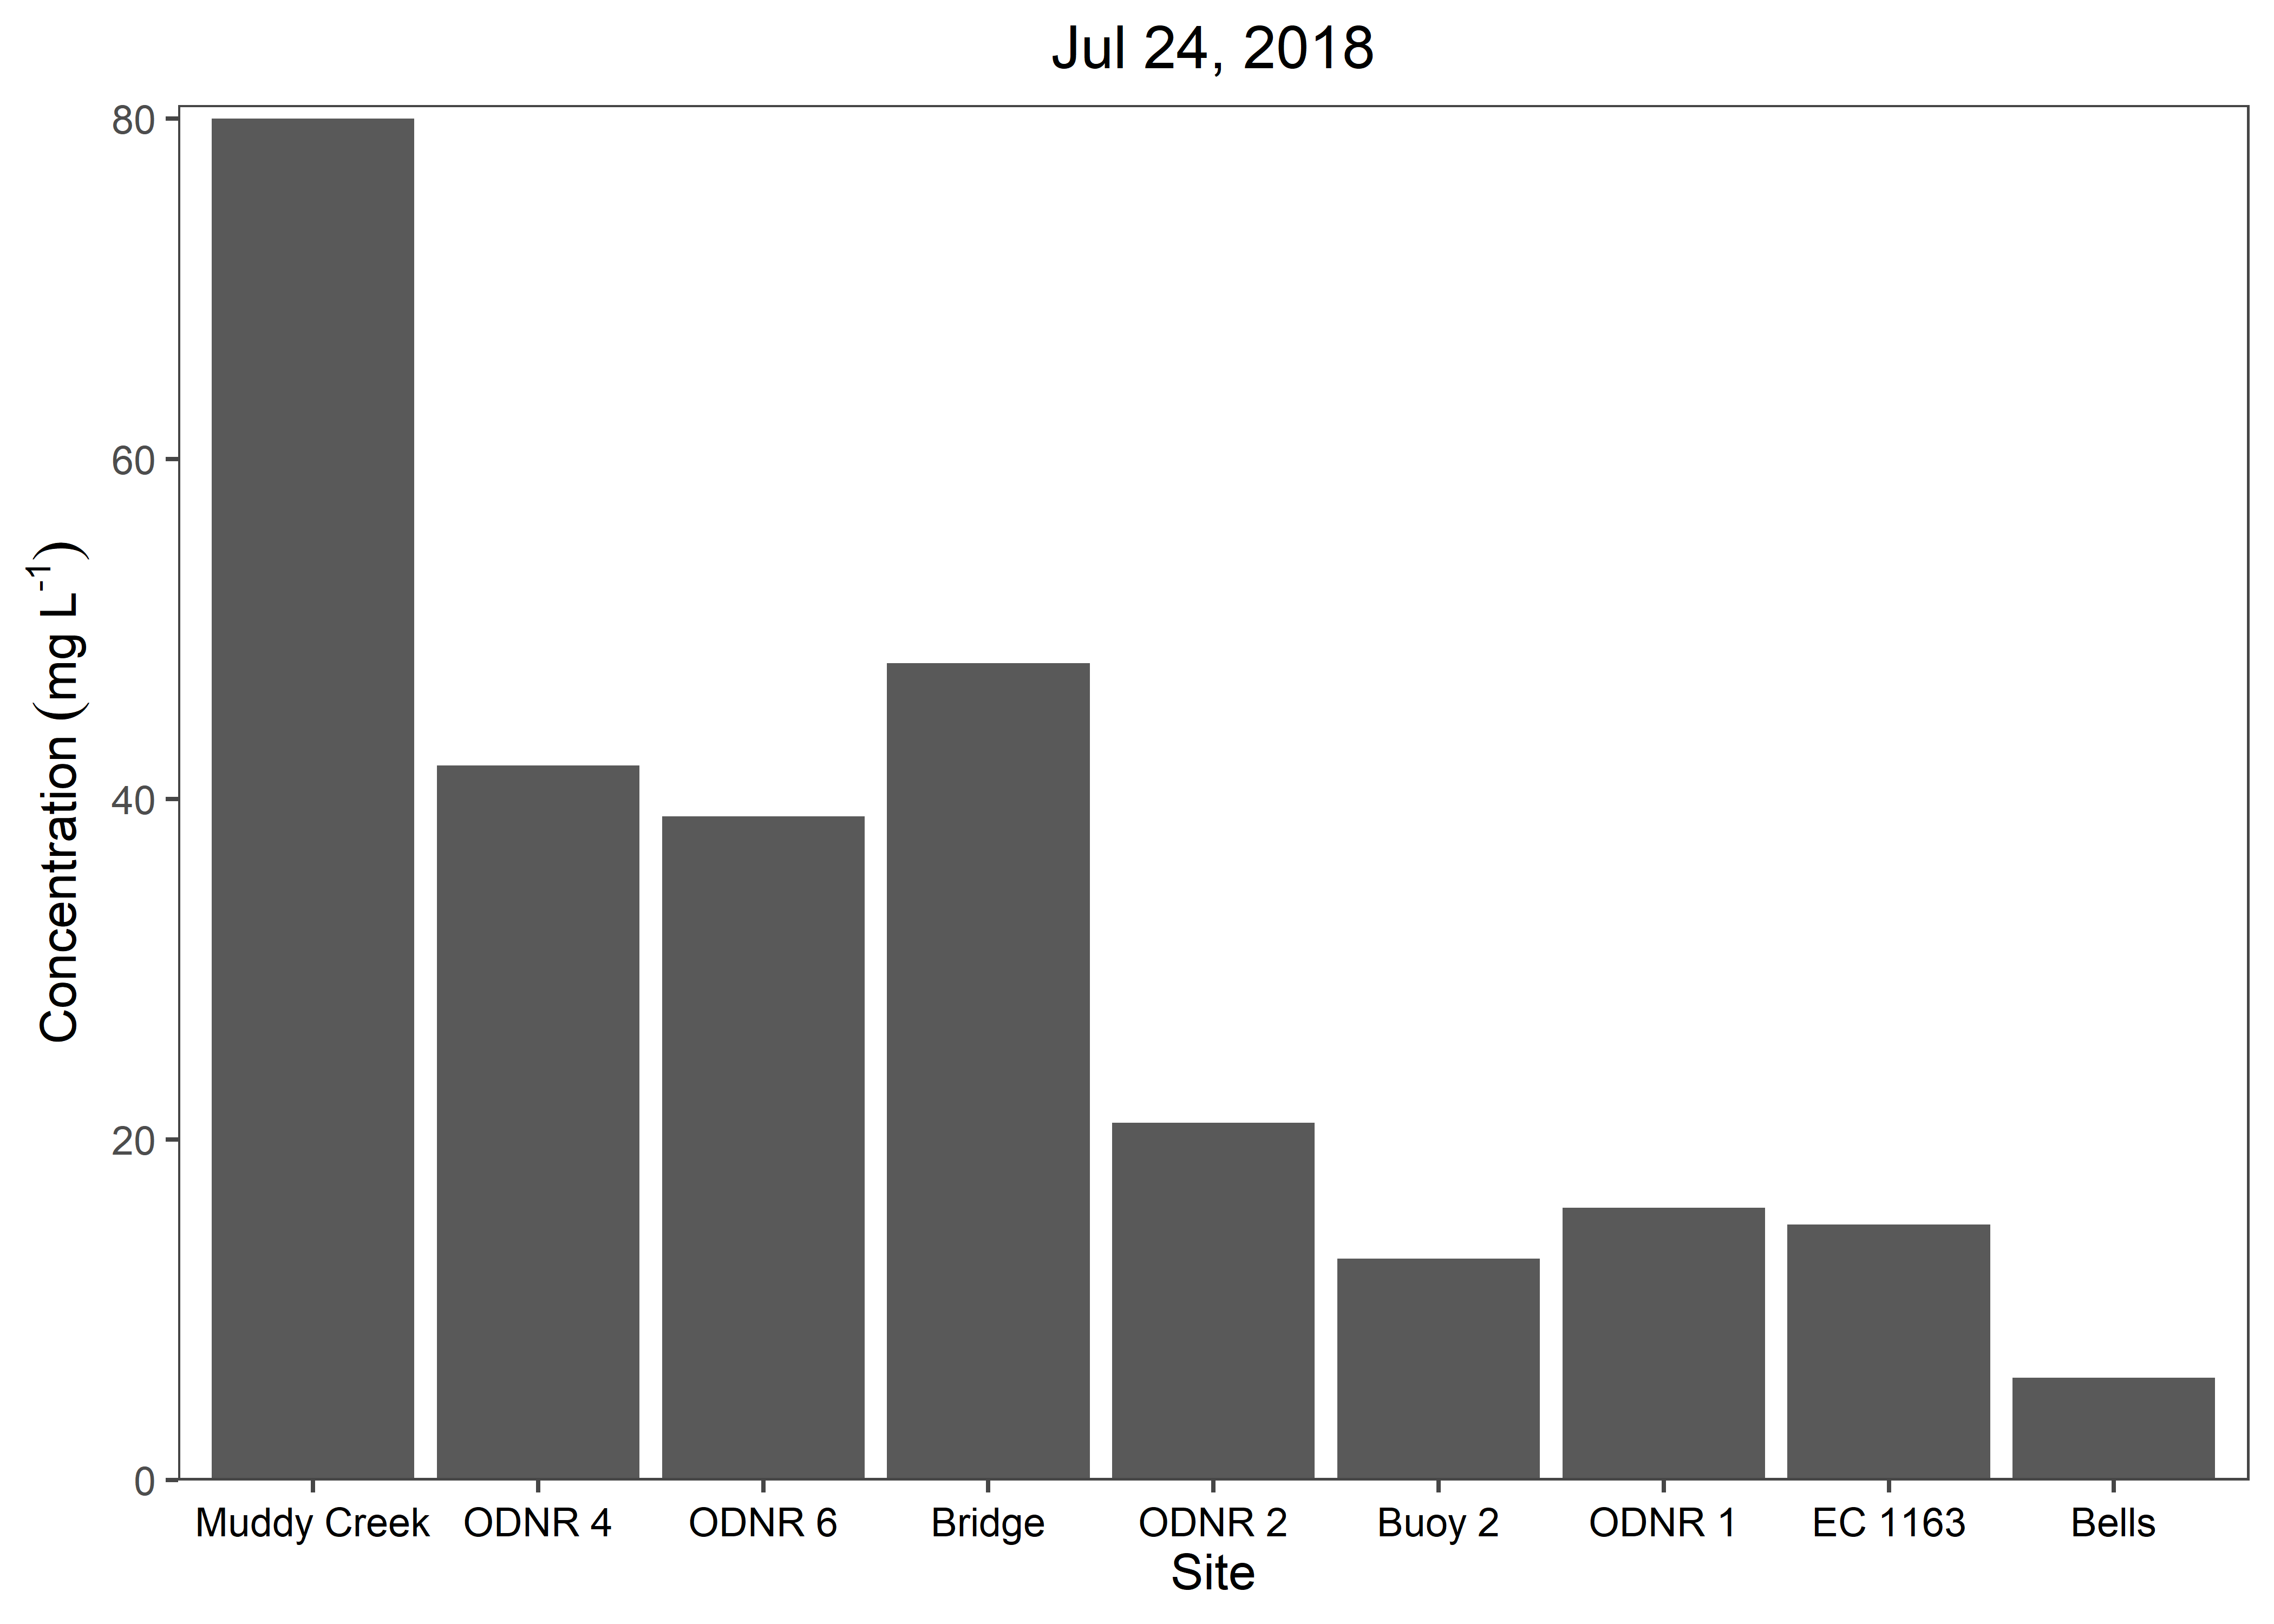 Jul 24, 2018
80
60
40
20
0
Concentration (mg L⁻¹)
Muddy Creek ODNR 4 ODNR 6 Bridge ODNR 2 Buoy 2 ODNR 1 EC 1163 Bells
Site